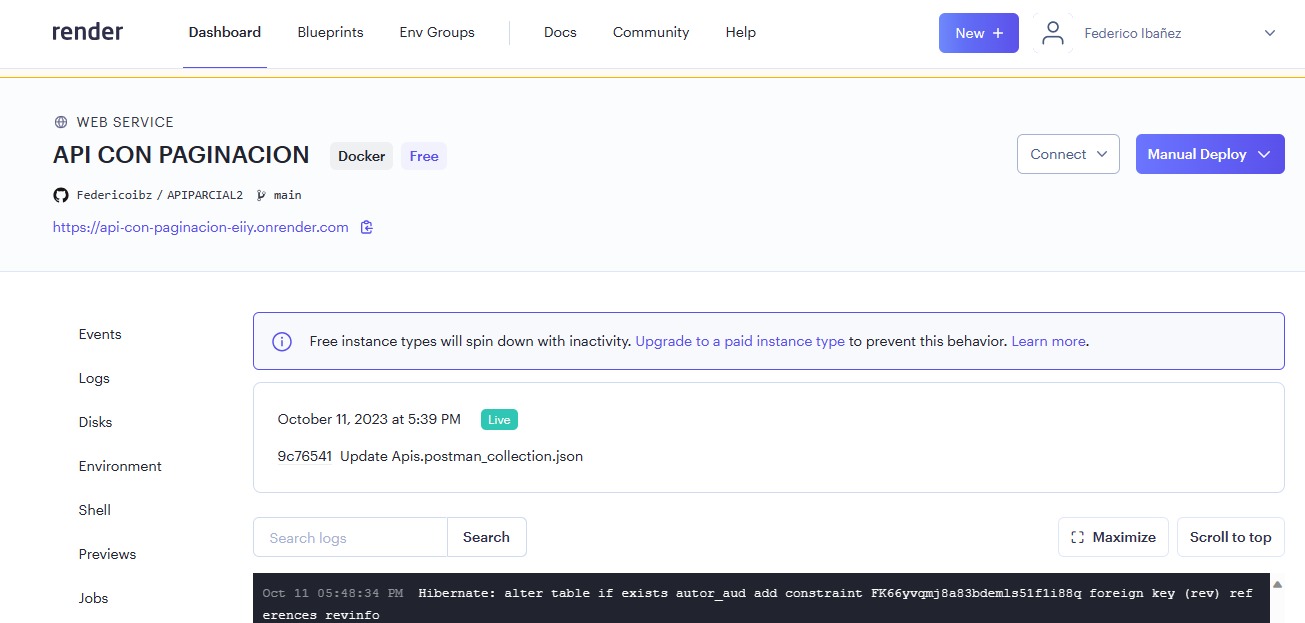 render Dashboard Blueprints Env Groups Docs Community Help New + Federico Ibañez
WEB SERVICE
API CON PAGINACION Docker Free
Connect Manual Deploy
Federicoibz / APIPARCIAL2 main
https://api-con-paginacion-eiiy.onrender.com
Events
Logs
Disks
Environment
Shell
Previews
Jobs
Free instance types will spin down with inactivity. Upgrade to a paid instance type to prevent this behavior. Learn more.
October 11, 2023 at 5:39 PM Live
9c76541 Update Apis.postman_collection.json
Search logs Search Maximize Scroll to top
Oct 11 05:48:34 PM Hibernate: alter table if exists autor_aud add constraint FK66yvqmj8a83bdemls51f1i88q foreign key (rev) ref
erences revinfo